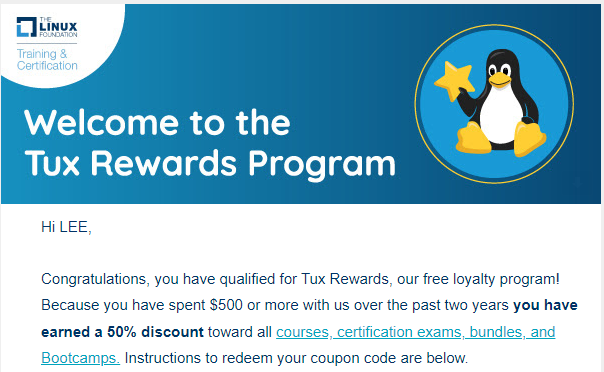 THE
LINUX
FOUNDATION
Training &
Certification
Welcome to the
Tux Rewards Program
Hi LEE,
Congratulations, you have qualified for Tux Rewards, our free loyalty program!
Because you have spent $500 or more with us over the past two years you have
earned a 50% discount toward all courses, certification exams, bundles, and
Bootcamps. Instructions to redeem your coupon code are below.